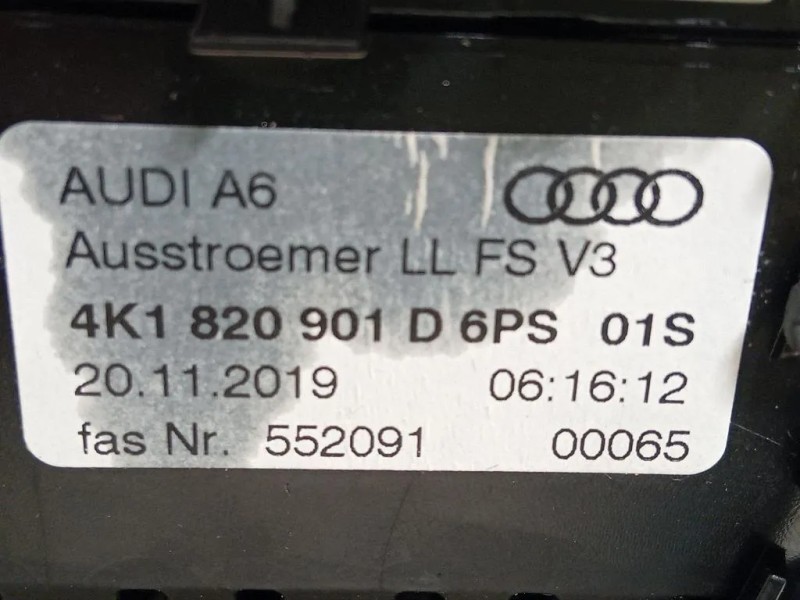 AUDI A6
Ausstroemer LL FS V3
4K1 820 901 D 6PS 01S
20.11.2019 06:16:12
fas Nr. 552091 00065